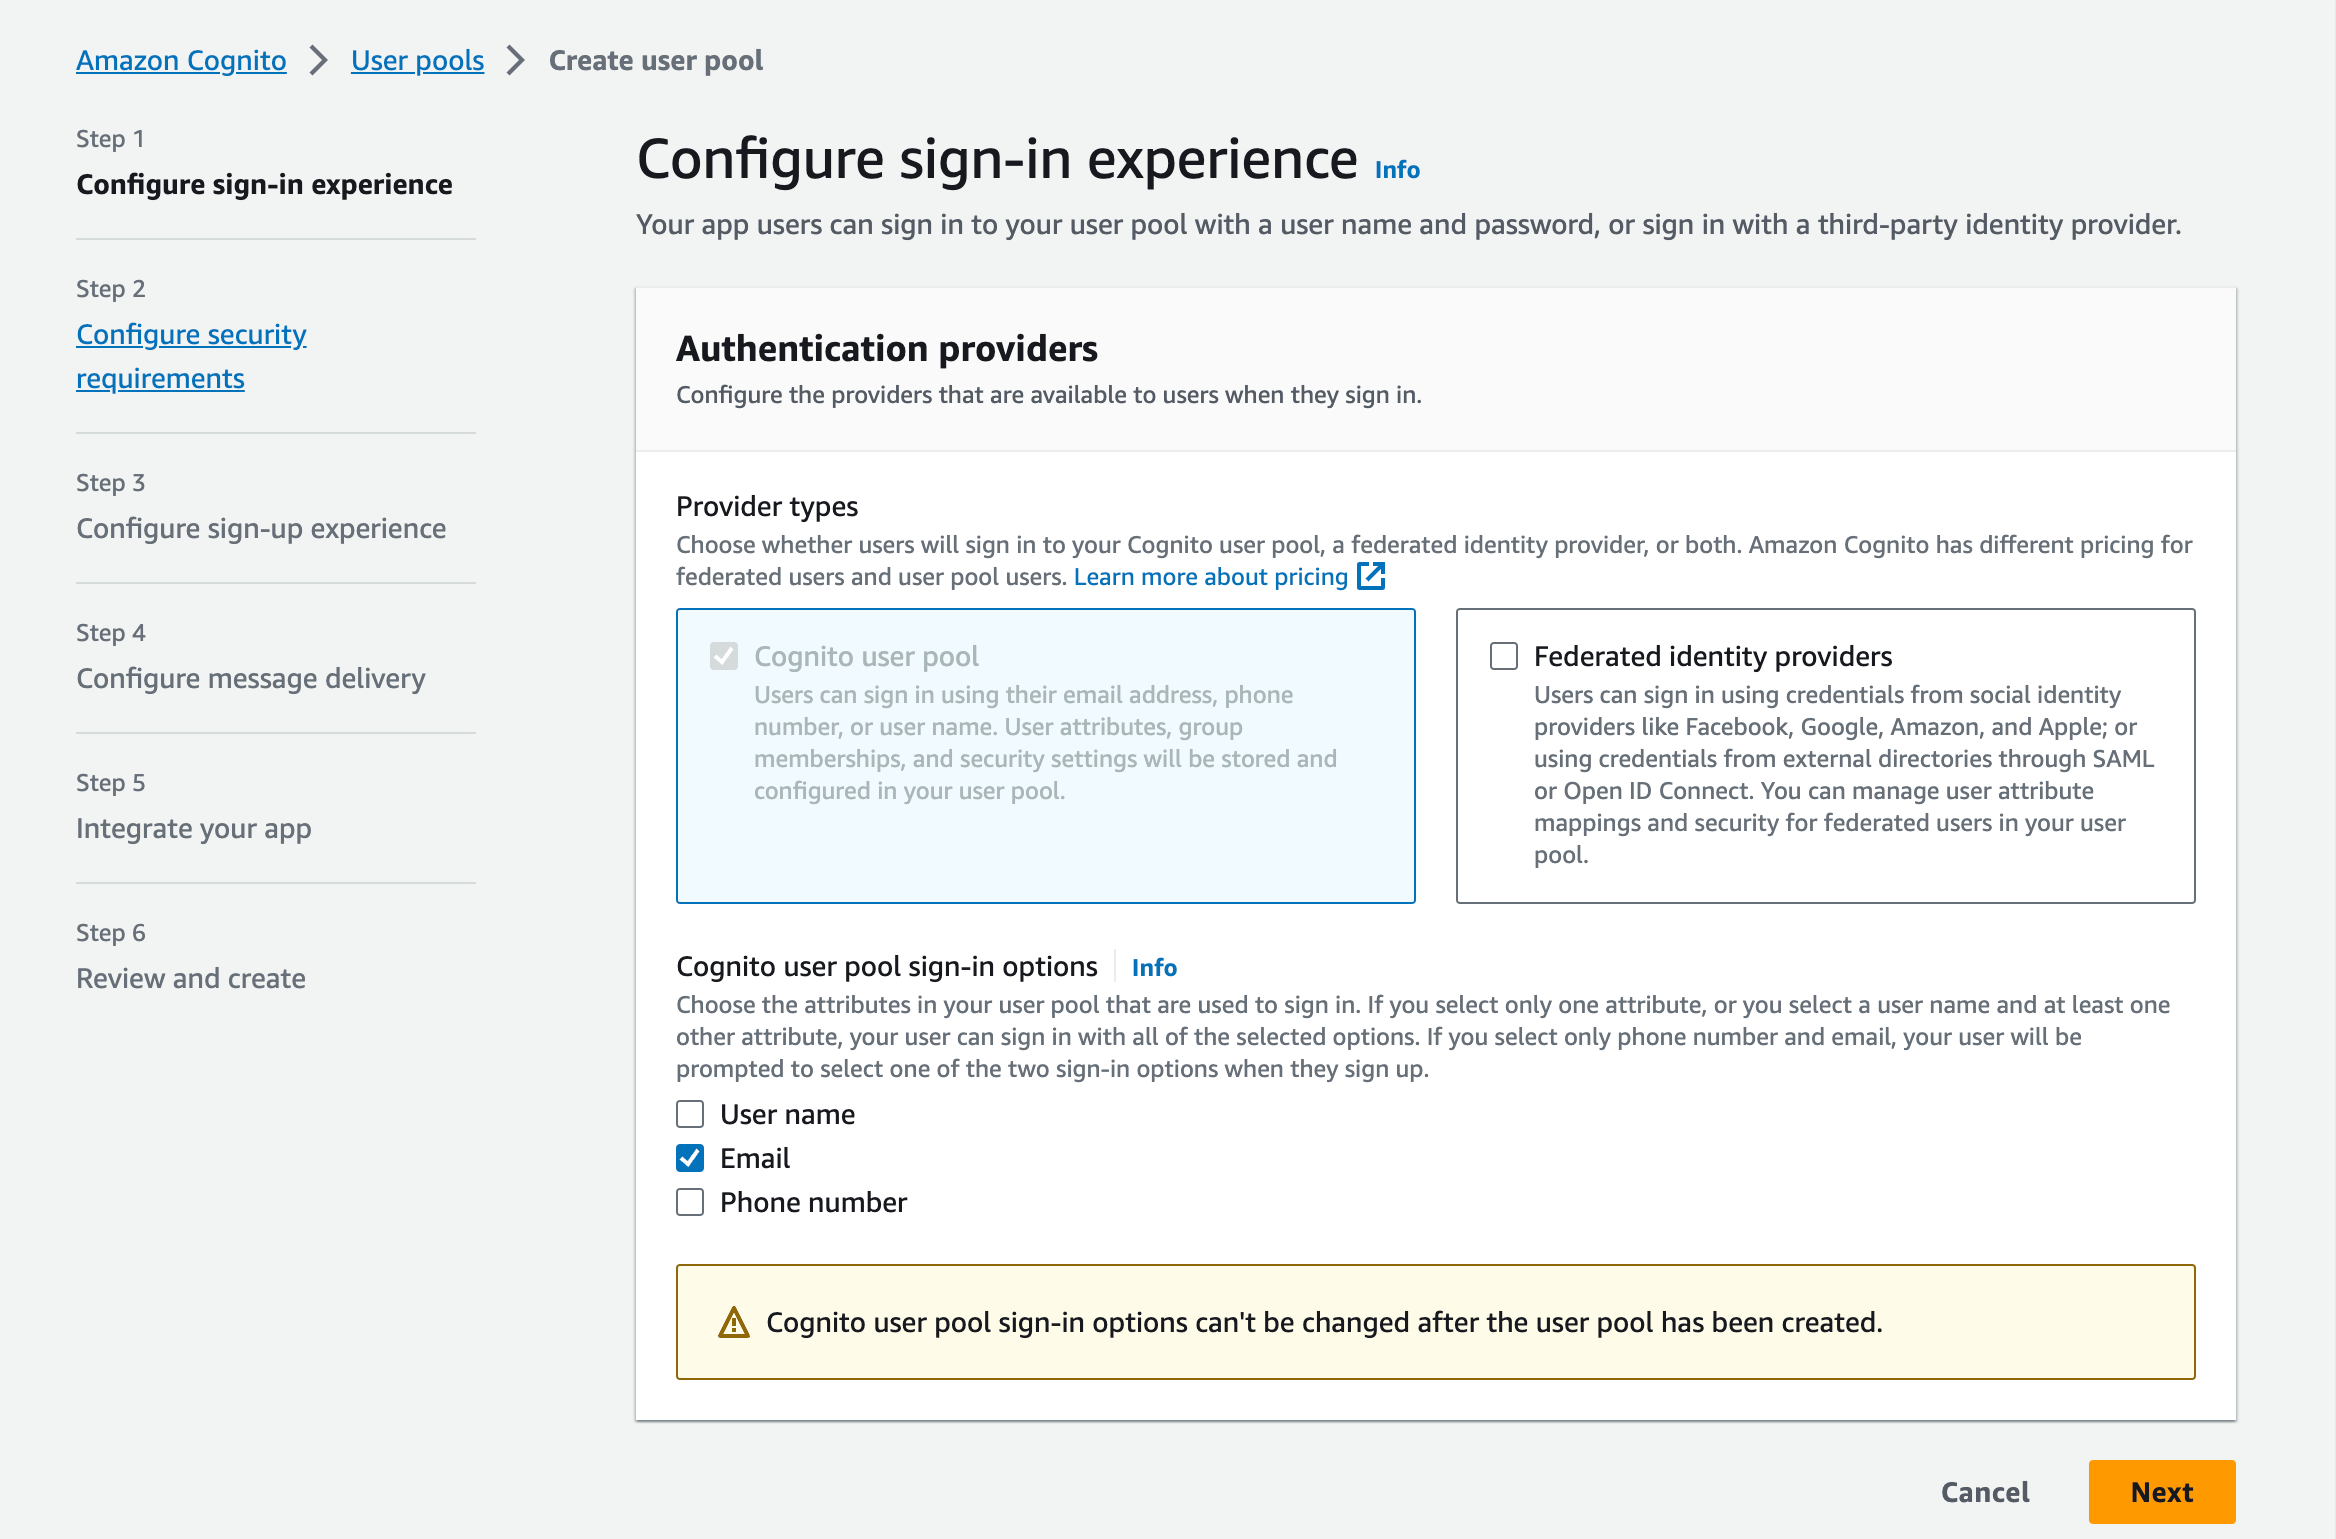 Amazon Cognito > User pools > Create user pool
Step 1
Configure sign-in experience
Step 2
Configure security
requirements
Step 3
Configure sign-up experience
Step 4
Configure message delivery
Step 5
Integrate your app
Step 6
Review and create
Configure sign-in experience Info
Your app users can sign in to your user pool with a user name and password, or sign in with a third-party identity provider.
Authentication providers
Configure the providers that are available to users when they sign in.
Provider types
Choose whether users will sign in to your Cognito user pool, a federated identity provider, or both. Amazon Cognito has different pricing for
federated users and user pool users. Learn more about pricing
Cognito user pool
Users can sign in using their email address, phone
number, or user name. User attributes, group
memberships, and security settings will be stored and
configured in your user pool.
Federated identity providers
Users can sign in using credentials from social identity
providers like Facebook, Google, Amazon, and Apple; or
using credentials from external directories through SAML
or Open ID Connect. You can manage user attribute
mappings and security for federated users in your user
pool.
Cognito user pool sign-in options Info
Choose the attributes in your user pool that are used to sign in. If you select only one attribute, or you select a user name and at least one
other attribute, your user can sign in with all of the selected options. If you select only phone number and email, your user will be
prompted to select one of the two sign-in options when they sign up.
User name
Email
Phone number
Cognito user pool sign-in options can't be changed after the user pool has been created.
Cancel
Next